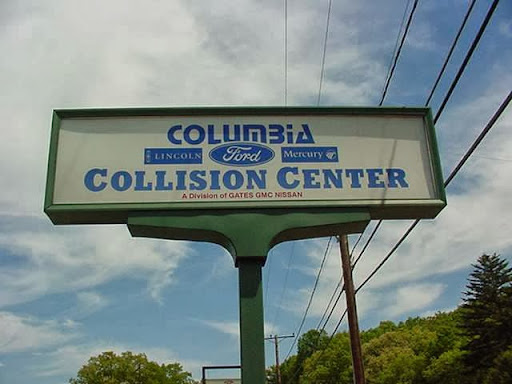 COLUMBiA
LINCOLN Ford Mercury
COLLISION CENTER
A Division of GATES GMC NISSAN